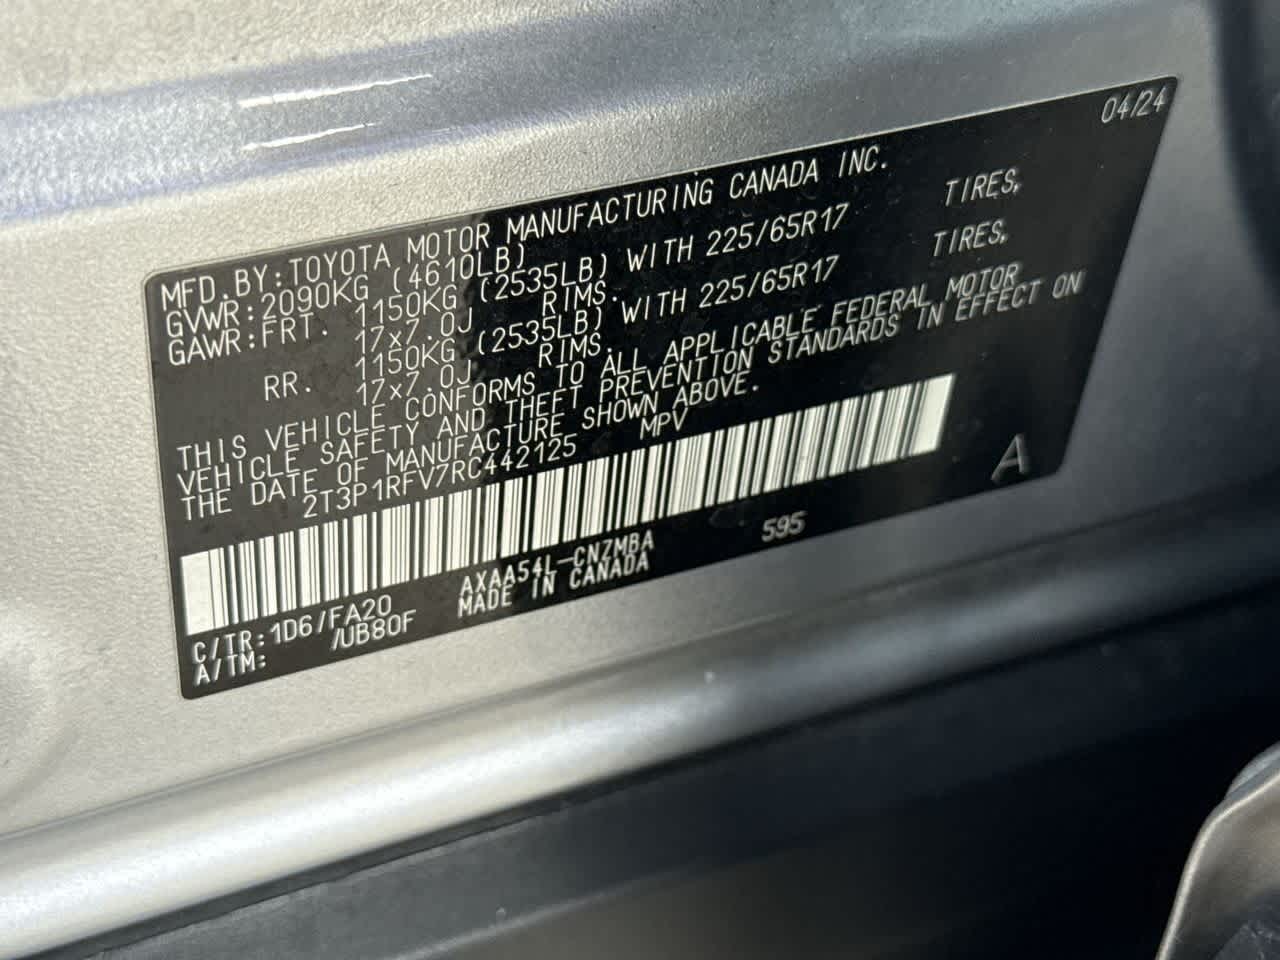 04/24
MFD. BY: TOYOTA MOTOR MANUFACTURING CANADA INC.
GVWR: 2090KG (4610LB)
GAWR: FRT. 1150KG (2535LB) WITH 225/65R17 TIRES,
17x7.0J RIMS.
RR. 1150KG (2535LB) WITH 225/65R17 TIRES,
17x7.0J RIMS.
THIS VEHICLE CONFORMS TO ALL APPLICABLE FEDERAL MOTOR
VEHICLE SAFETY AND THEFT PREVENTION STANDARDS IN EFFECT ON
THE DATE OF MANUFACTURE SHOWN ABOVE.
2T3P1RFV7RC442125 MPV
A
C/TR: 1D6/FA20 AXAA54L-CNZMBA 595
A/TM: /UB80F MADE IN CANADA